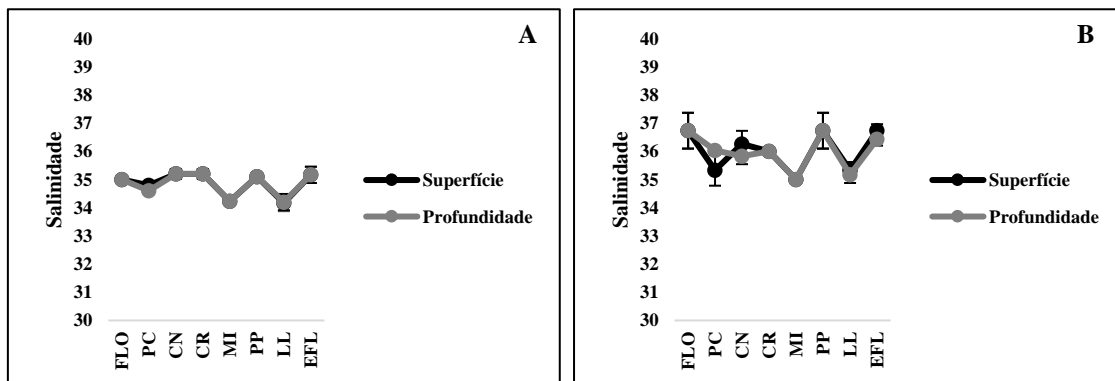 A
40
39
38
37
36
35
34
33
32
31
30
Salinidade
FLO
PC
CN
CR
MI
PP
LL
EFL
Superfície
Profundidade
B
40
39
38
37
36
35
34
33
32
31
30
Salinidade
FLO
PC
CN
CR
MI
PP
LL
EFL
Superfície
Profundidade